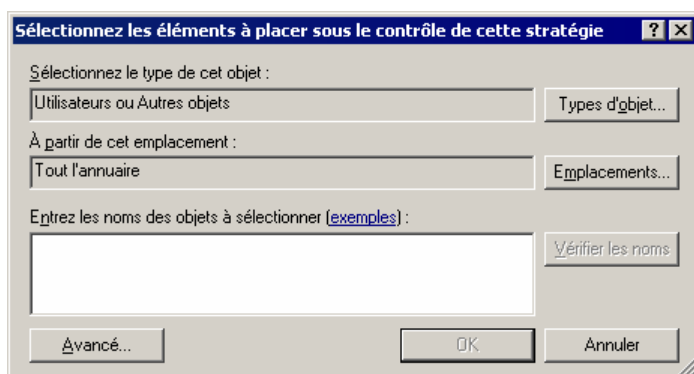 Sélectionnez les éléments à placer sous le contrôle de cette stratégie
Sélectionnez le type de cet objet :
Utilisateurs ou Autres objets
Types d'objet...
À partir de cet emplacement :
Tout l'annuaire
Emplacements...
Entrez les noms des objets à sélectionner (exemples) :
Vérifier les noms
Avancé...
OK
Annuler